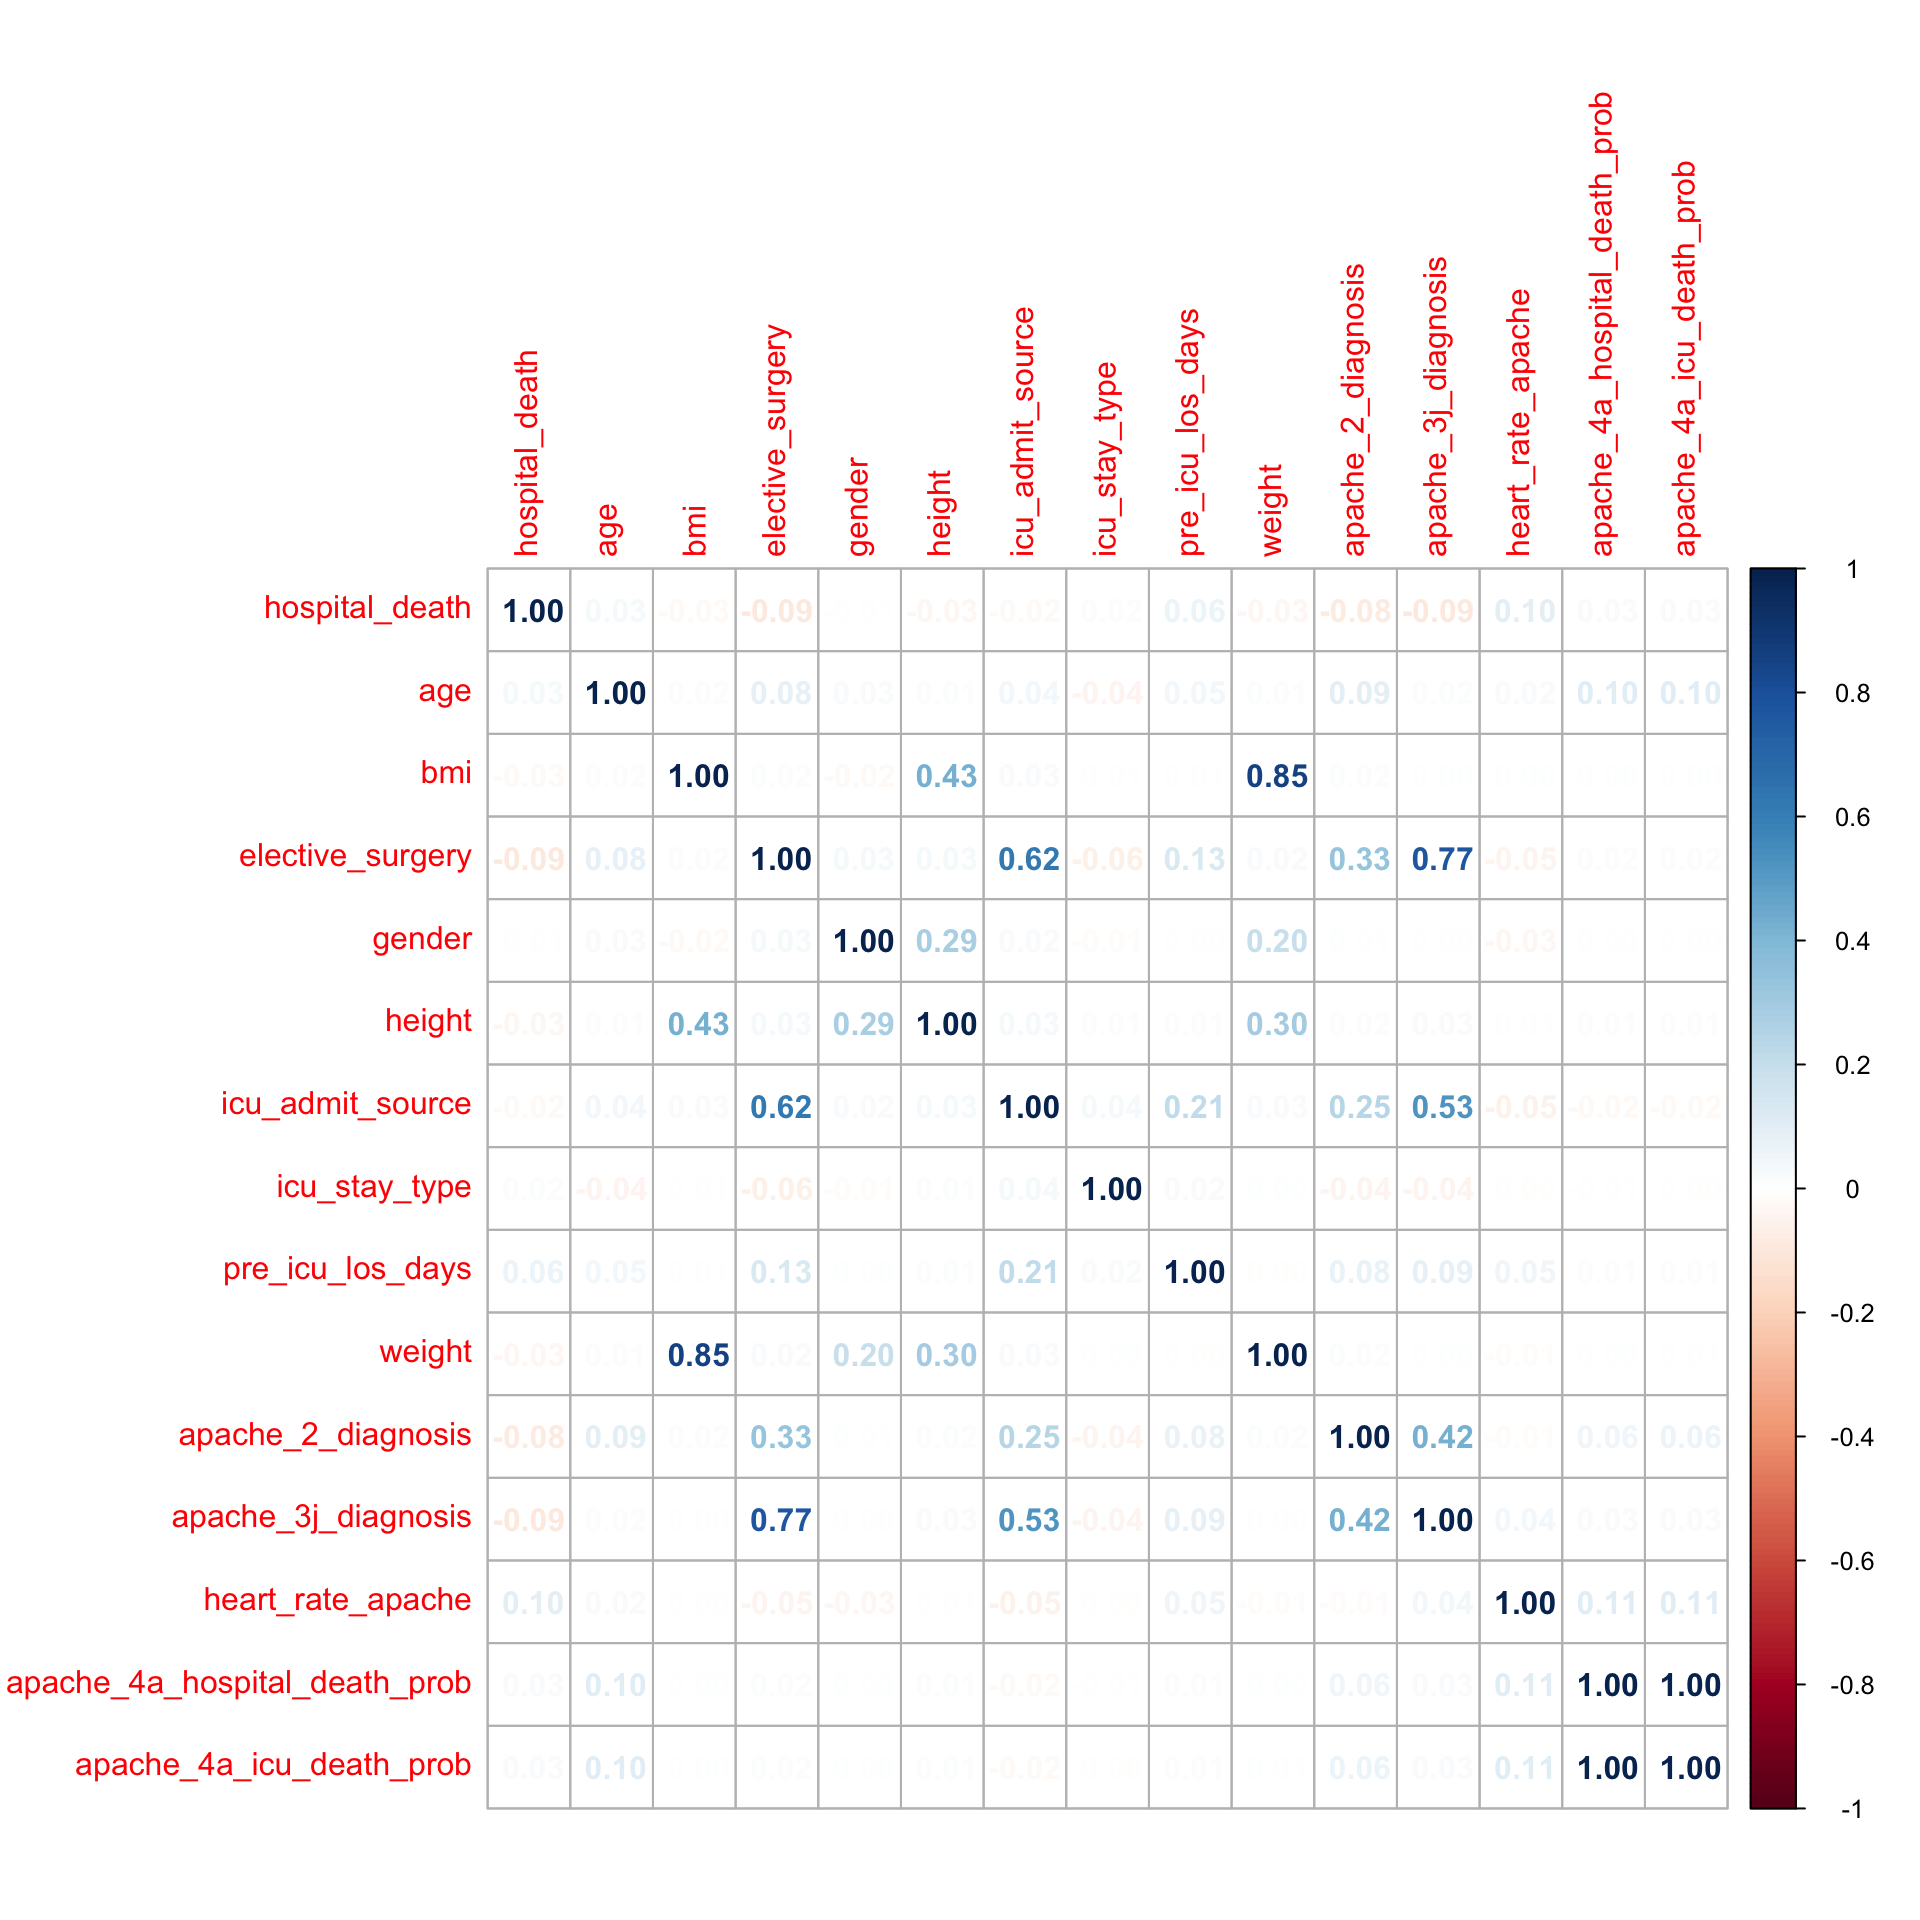 hospital_death age bmi elective_surgery gender height icu_admit_source icu_stay_type pre_icu_los_days weight apache_2_diagnosis apache_3j_diagnosis heart_rate_apache apache_4a_hospital_death_prob apache_4a_icu_death_prob
hospital_death 1.00 0.03 -0.03 -0.09 -0.03 -0.02 0.02 0.06 -0.03 -0.08 -0.09 0.10 0.03 0.03
age 0.03 1.00 0.02 0.08 0.03 0.01 0.04 -0.04 0.05 0.01 0.09 0.02 0.02 0.10 0.10
bmi -0.03 0.02 1.00 0.02 -0.02 0.43 0.03 0.85 0.02
elective_surgery -0.09 0.08 0.02 1.00 0.03 0.03 0.62 -0.06 0.13 0.02 0.33 0.77 -0.05 0.02 0.02
gender 0.03 -0.02 0.03 1.00 0.29 0.02 -0.01 0.20 -0.03
height -0.03 0.01 0.43 0.03 0.29 1.00 0.03 0.01 0.01 0.30 0.02 0.03 0.01 0.01
icu_admit_source -0.02 0.04 0.03 0.62 0.02 0.03 1.00 0.04 0.21 0.03 0.25 0.53 -0.05 -0.02 -0.02
icu_stay_type 0.02 -0.04 -0.06 -0.01 0.01 0.04 1.00 0.02 -0.04 -0.04
pre_icu_los_days 0.06 0.05 0.13 0.01 0.21 0.02 1.00 0.08 0.09 0.05 0.01 0.01
weight -0.03 0.01 0.85 0.02 0.20 0.30 0.03 1.00 0.02 -0.01
apache_2_diagnosis -0.08 0.09 0.02 0.33 0.02 0.25 -0.04 0.08 0.02 1.00 0.42 -0.01 0.06 0.06
apache_3j_diagnosis -0.09 0.02 0.77 0.03 0.53 -0.04 0.09 0.42 1.00 0.04 0.03 0.03
heart_rate_apache 0.10 0.02 -0.05 -0.03 -0.05 0.05 -0.01 -0.01 0.04 1.00 0.11 0.11
apache_4a_hospital_death_prob 0.03 0.10 0.02 0.01 -0.02 0.01 0.06 0.03 0.11 1.00 1.00
apache_4a_icu_death_prob 0.03 0.10 0.02 0.01 -0.02 0.01 0.06 0.03 0.11 1.00 1.00
1
0.8
0.6
0.4
0.2
0
-0.2
-0.4
-0.6
-0.8
-1